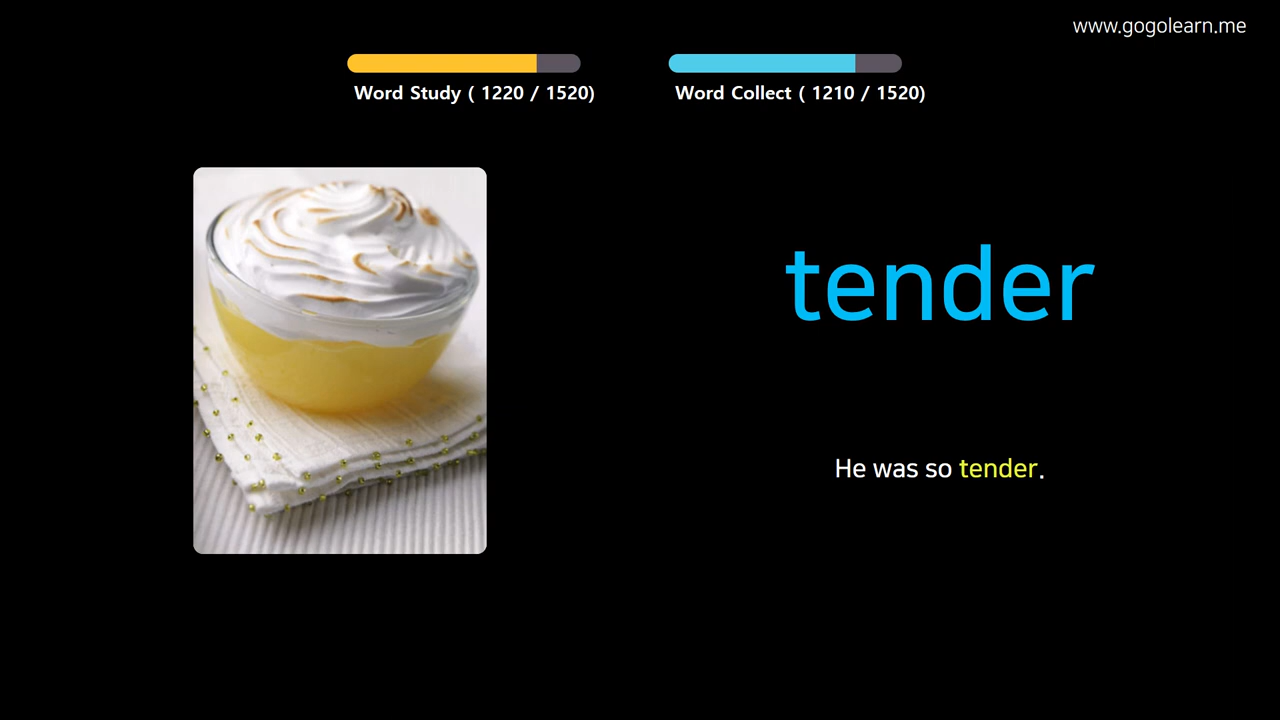 www.gogolearn.me
Word Study ( 1220 / 1520)
Word Collect ( 1210 / 1520)
tender
He was so tender.